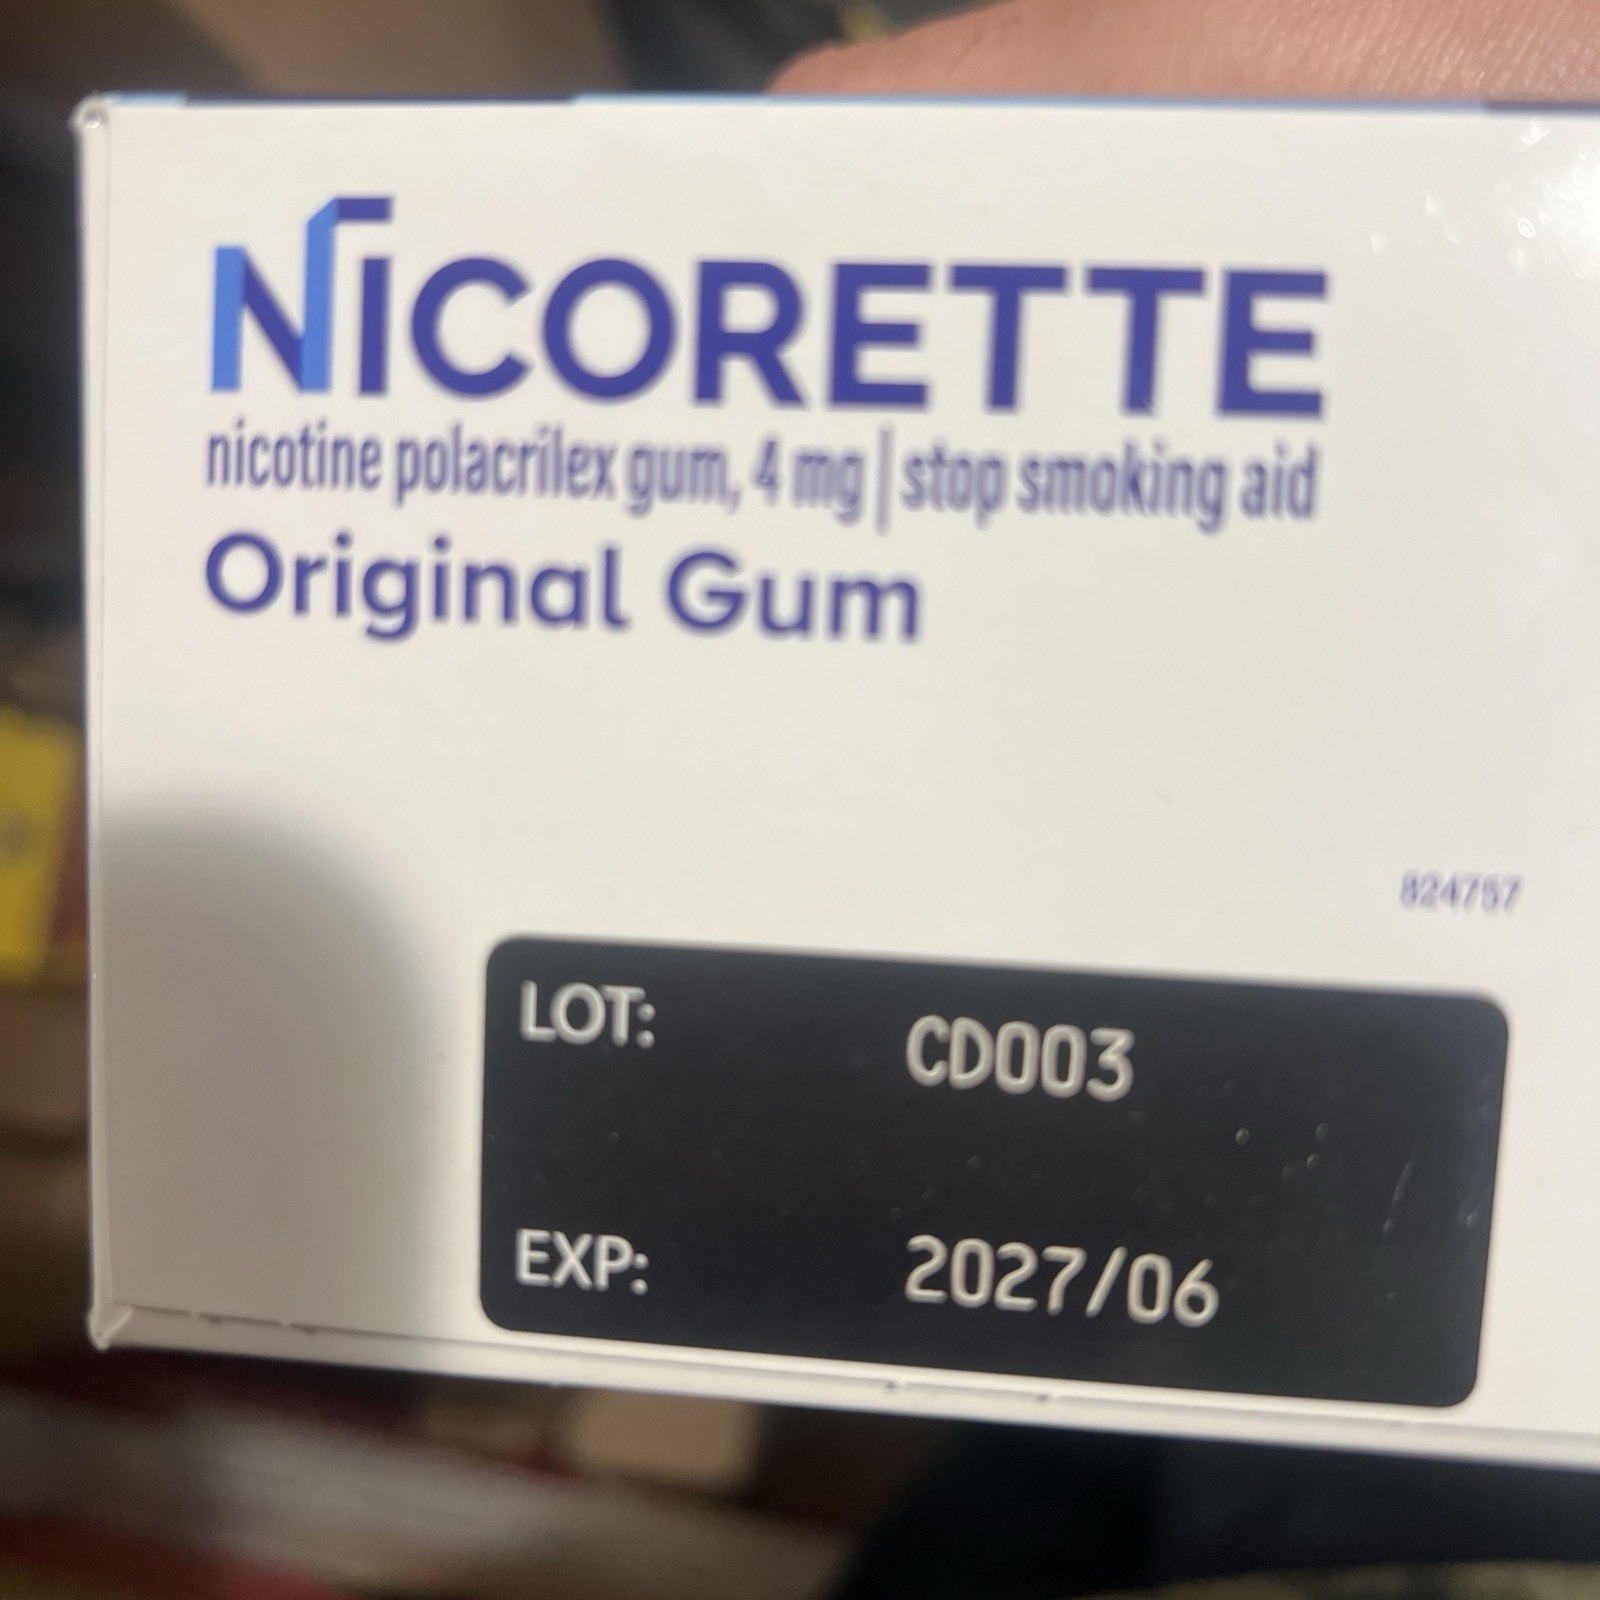 NICORETTE
nicotine polacrilex gum, 4 mg | stop smoking aid
Original Gum
824757
LOT: CD003
EXP: 2027/06